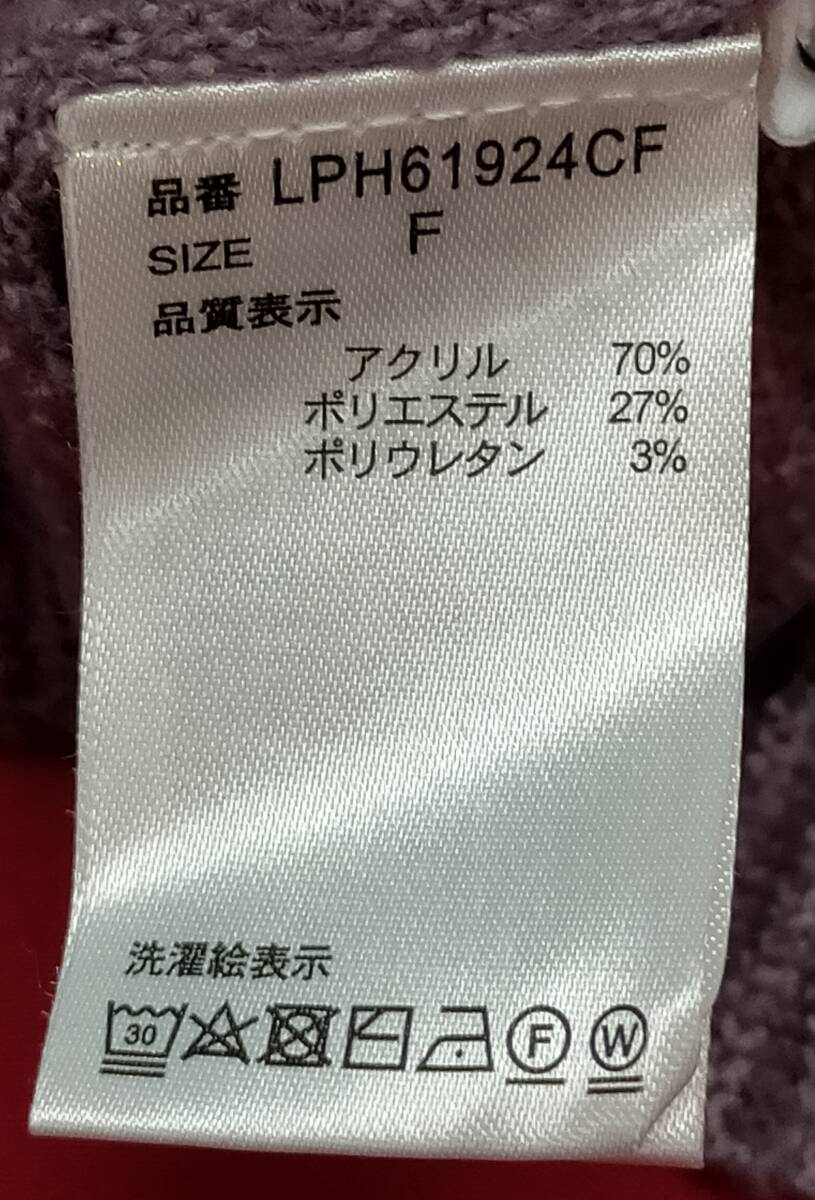 品番 LPH61924CF
SIZE F
品質表示
アクリル 70%
ポリエステル 27%
ポリウレタン 3%
洗濯絵表示
30 F W